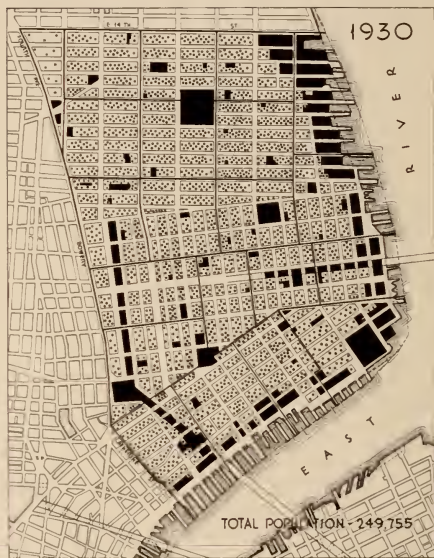 1930
E 14 TH ST
RIVER
EAST
TOTAL POPULATION - 249,755